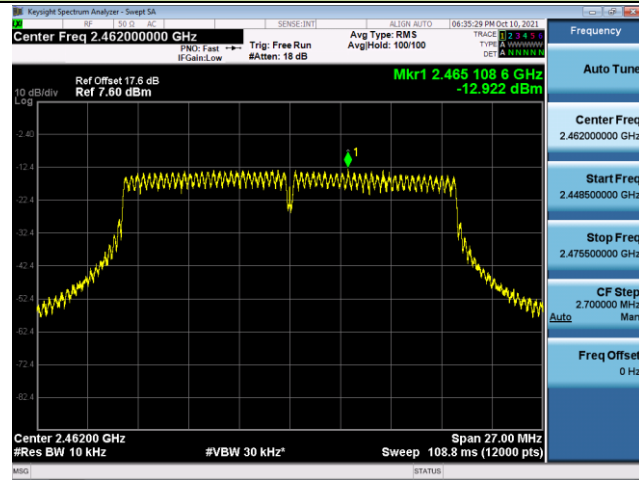 Keysight Spectrum Analyzer - Swept SA
RF 50 Ω AC SENSE:INT ALIGN AUTO 06:35:29 PM Oct 10, 2021
Center Freq 2.462000000 GHz
PNO: Fast
IFGain:Low
Trig: Free Run
#Atten: 18 dB
Avg Type: RMS
Avg|Hold: 100/100
TRACE 1 2 3 4 5 6
TYPE A WWWWW
DET A N N N N N
Ref Offset 17.6 dB
10 dB/div Ref 7.60 dBm
Log
Mkr1 2.465 108 6 GHz
-12.922 dBm
-2.40
-12.4
-22.4
-32.4
-42.4
-52.4
-62.4
-72.4
-82.4
1
Center 2.46200 GHz
#Res BW 10 kHz
#VBW 30 kHz*
Span 27.00 MHz
Sweep 108.8 ms (12000 pts)
MSG STATUS
Frequency
Auto Tune
Center Freq
2.462000000 GHz
Start Freq
2.448500000 GHz
Stop Freq
2.475500000 GHz
CF Step
2.700000 MHz
Auto Man
Freq Offset
0 Hz